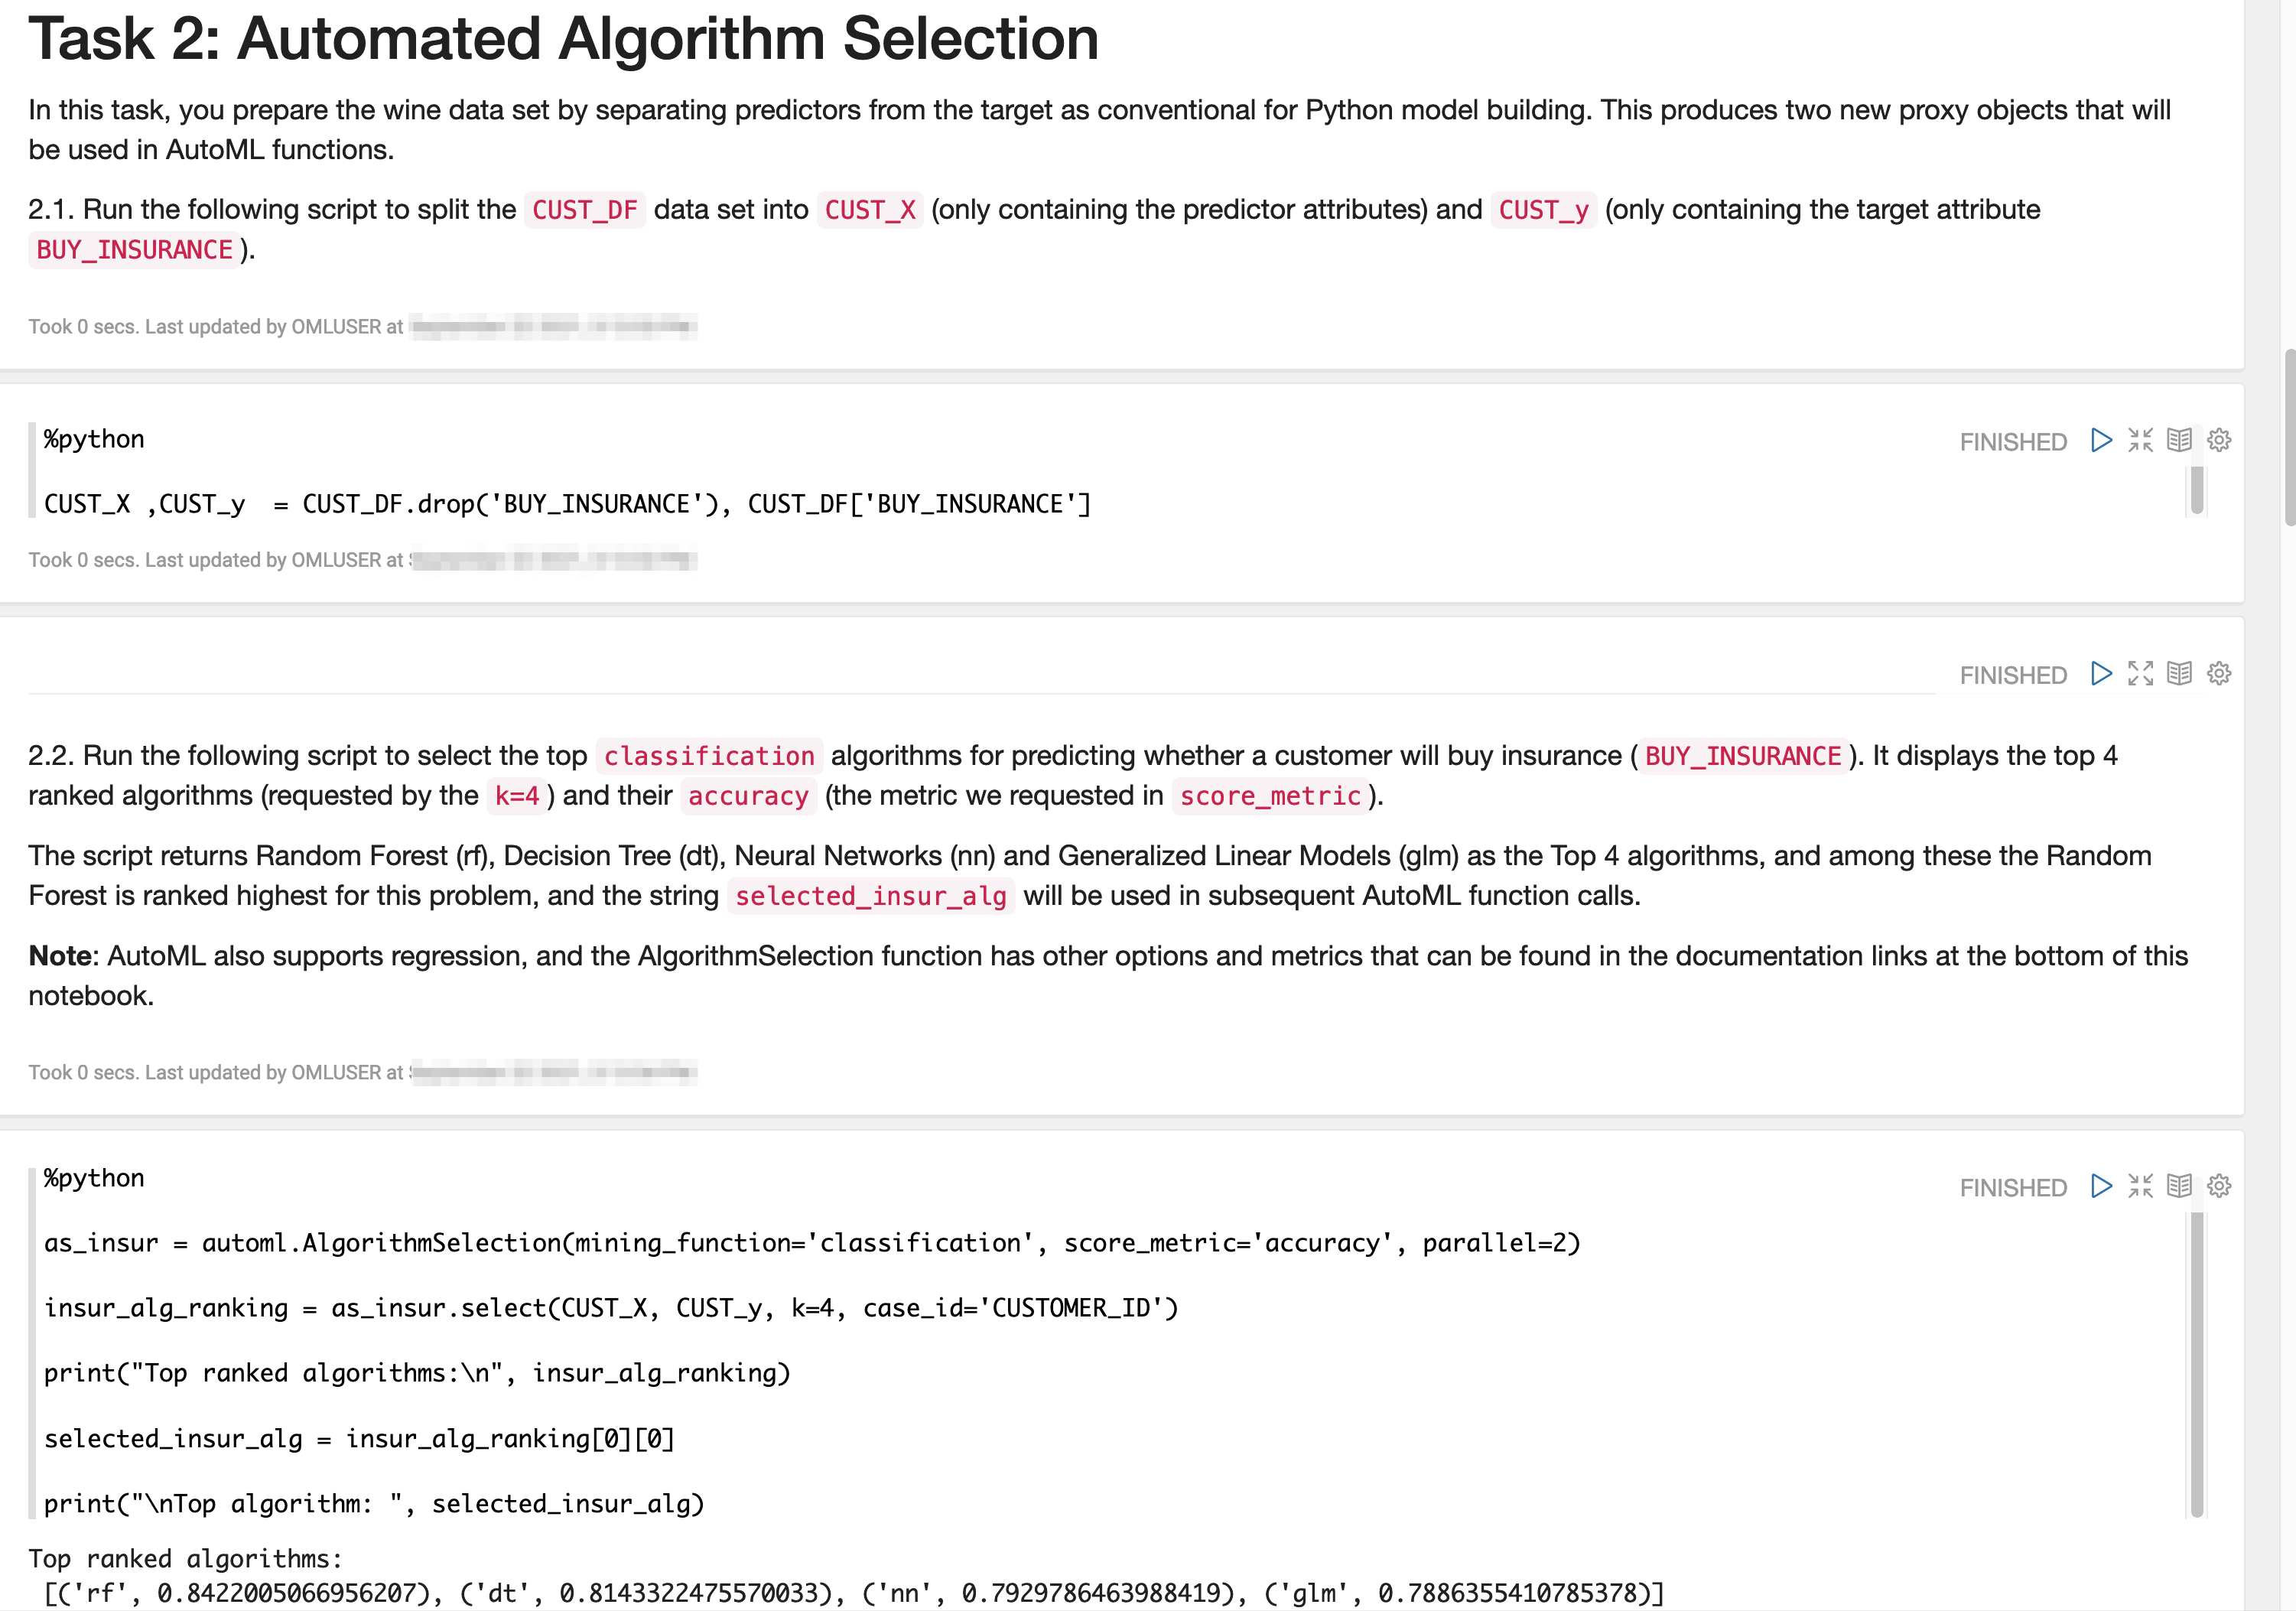 Task 2: Automated Algorithm Selection
In this task, you prepare the wine data set by separating predictors from the target as conventional for Python model building. This produces two new proxy objects that will
be used in AutoML functions.
2.1. Run the following script to split the CUST_DF data set into CUST_X (only containing the predictor attributes) and CUST_y (only containing the target attribute
BUY_INSURANCE ).
Took 0 secs. Last updated by OMLUSER at
%python
FINISHED
CUST_X ,CUST_y  = CUST_DF.drop('BUY_INSURANCE'), CUST_DF['BUY_INSURANCE']
Took 0 secs. Last updated by OMLUSER at
FINISHED
2.2. Run the following script to select the top classification algorithms for predicting whether a customer will buy insurance ( BUY_INSURANCE ). It displays the top 4
ranked algorithms (requested by the k=4 ) and their accuracy (the metric we requested in score_metric ).
The script returns Random Forest (rf), Decision Tree (dt), Neural Networks (nn) and Generalized Linear Models (glm) as the Top 4 algorithms, and among these the Random
Forest is ranked highest for this problem, and the string selected_insur_alg will be used in subsequent AutoML function calls.
Note: AutoML also supports regression, and the AlgorithmSelection function has other options and metrics that can be found in the documentation links at the bottom of this
notebook.
Took 0 secs. Last updated by OMLUSER at
%python
FINISHED
as_insur = automl.AlgorithmSelection(mining_function='classification', score_metric='accuracy', parallel=2)
insur_alg_ranking = as_insur.select(CUST_X, CUST_y, k=4, case_id='CUSTOMER_ID')
print("Top ranked algorithms:\n", insur_alg_ranking)
selected_insur_alg = insur_alg_ranking[0][0]
print("\nTop algorithm: ", selected_insur_alg)
Top ranked algorithms:
[('rf', 0.8422005066956207), ('dt', 0.8143322475570033), ('nn', 0.7929786463988419), ('glm', 0.7886355410785378)]